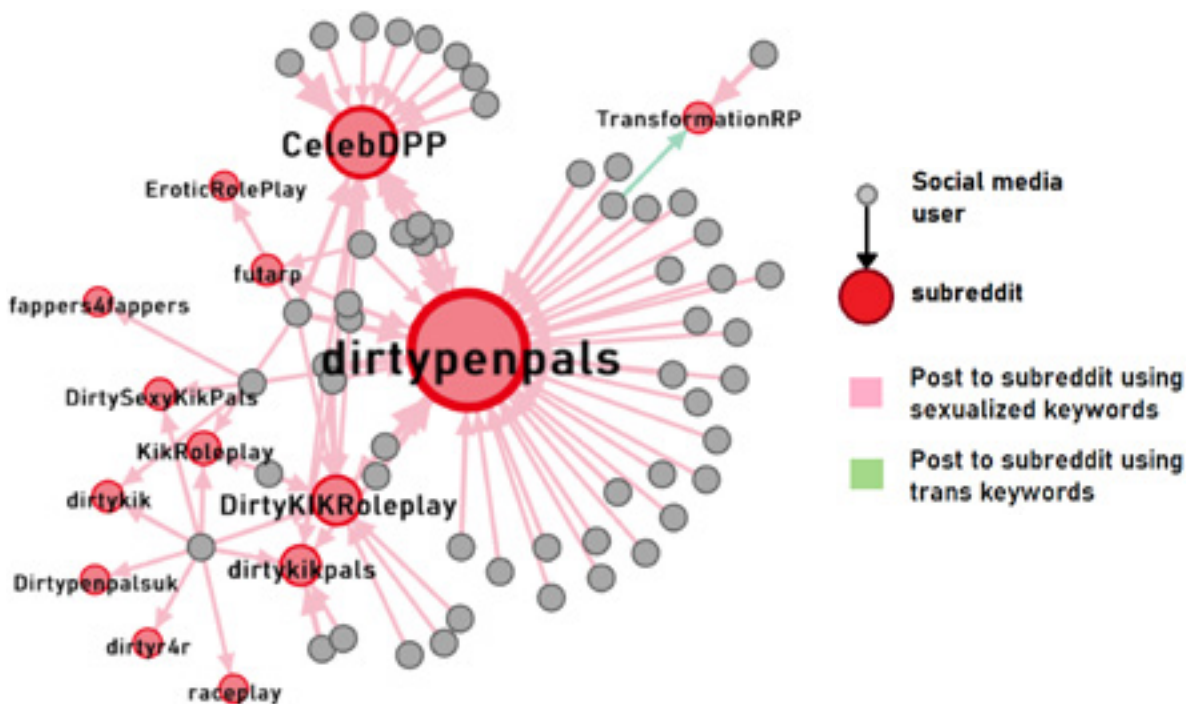 CelebDPP
TransformationRP
EroticRolePlay
futarp
fappers4fappers
dirtypenpals
DirtySexyKikPals
KikRoleplay
dirtykik
DirtyKIKRoleplay
dirtykikpals
Dirtypenpalsuk
dirtyr4r
raceplay
Social media
user
subreddit
Post to subreddit using
sexualized keywords
Post to subreddit using
trans keywords